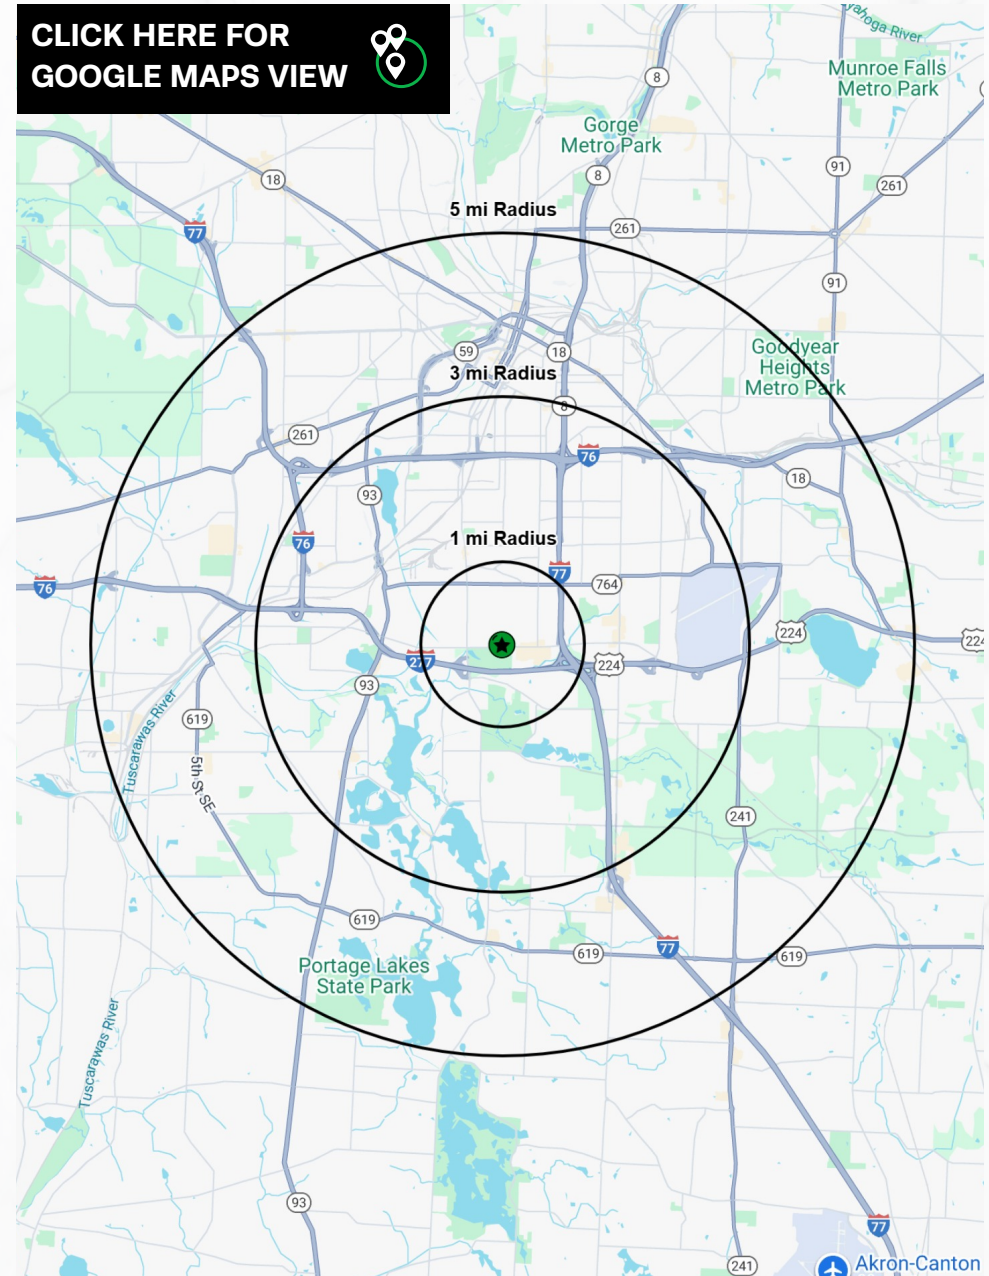 CLICK HERE FOR
GOOGLE MAPS VIEW
8
Munroe Falls
Metro Park
Gorge
Metro Park
91
18
8
261
5 mi Radius
77
261
91
59
18
Goodyear
Heights
Metro Park
3 mi Radius
8
261
76
18
93
1 mi Radius
76
77
764
76
224
224
277
224
93
619
Tuscarawas River
5th St SE
241
619
77
619
619
Portage Lakes
State Park
Tuscarawas River
93
77
241
Akron-Canton